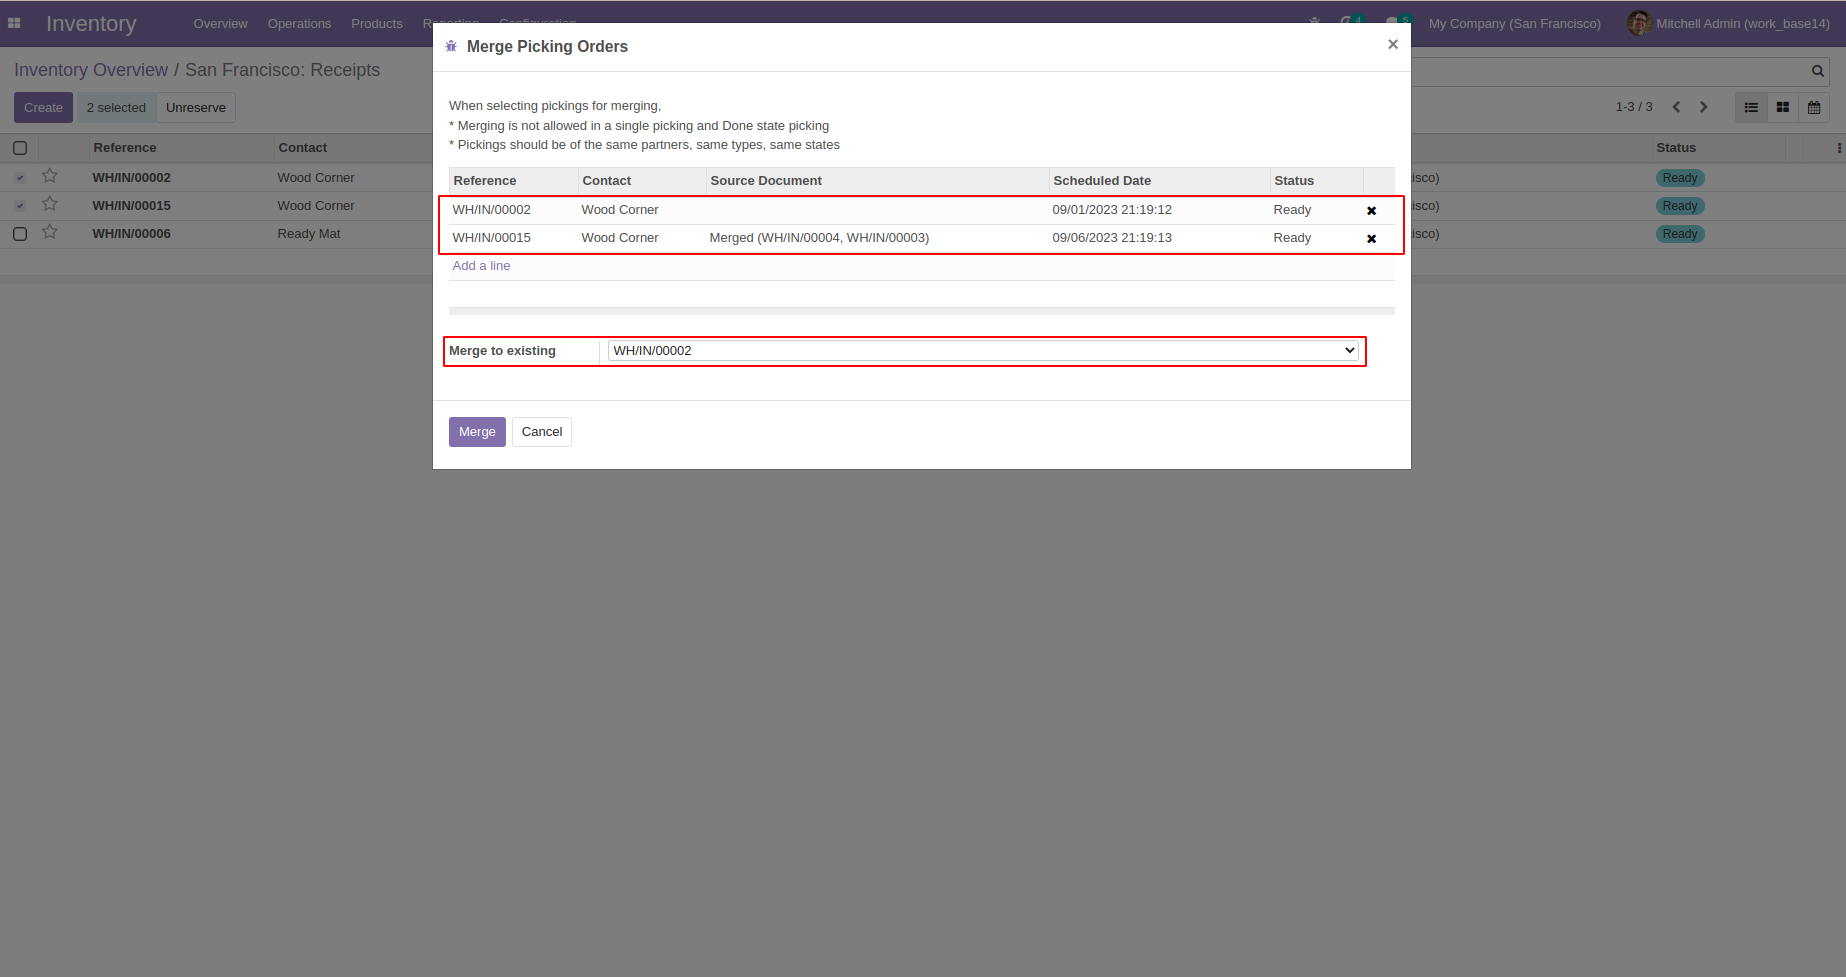 Inventory Overview Operations Products Reporting Configuration 4 5 My Company (San Francisco) Mitchell Admin (work_base14)
Inventory Overview / San Francisco: Receipts
Create 2 selected Unreserve 1-3 / 3
Reference Contact Status
WH/IN/00002 Wood Corner isco) Ready
WH/IN/00015 Wood Corner isco) Ready
WH/IN/00006 Ready Mat isco) Ready
Merge Picking Orders
When selecting pickings for merging,
* Merging is not allowed in a single picking and Done state picking
* Pickings should be of the same partners, same types, same states
Reference Contact Source Document Scheduled Date Status
WH/IN/00002 Wood Corner 09/01/2023 21:19:12 Ready
WH/IN/00015 Wood Corner Merged (WH/IN/00004, WH/IN/00003) 09/06/2023 21:19:13 Ready
Add a line
Merge to existing WH/IN/00002
Merge Cancel